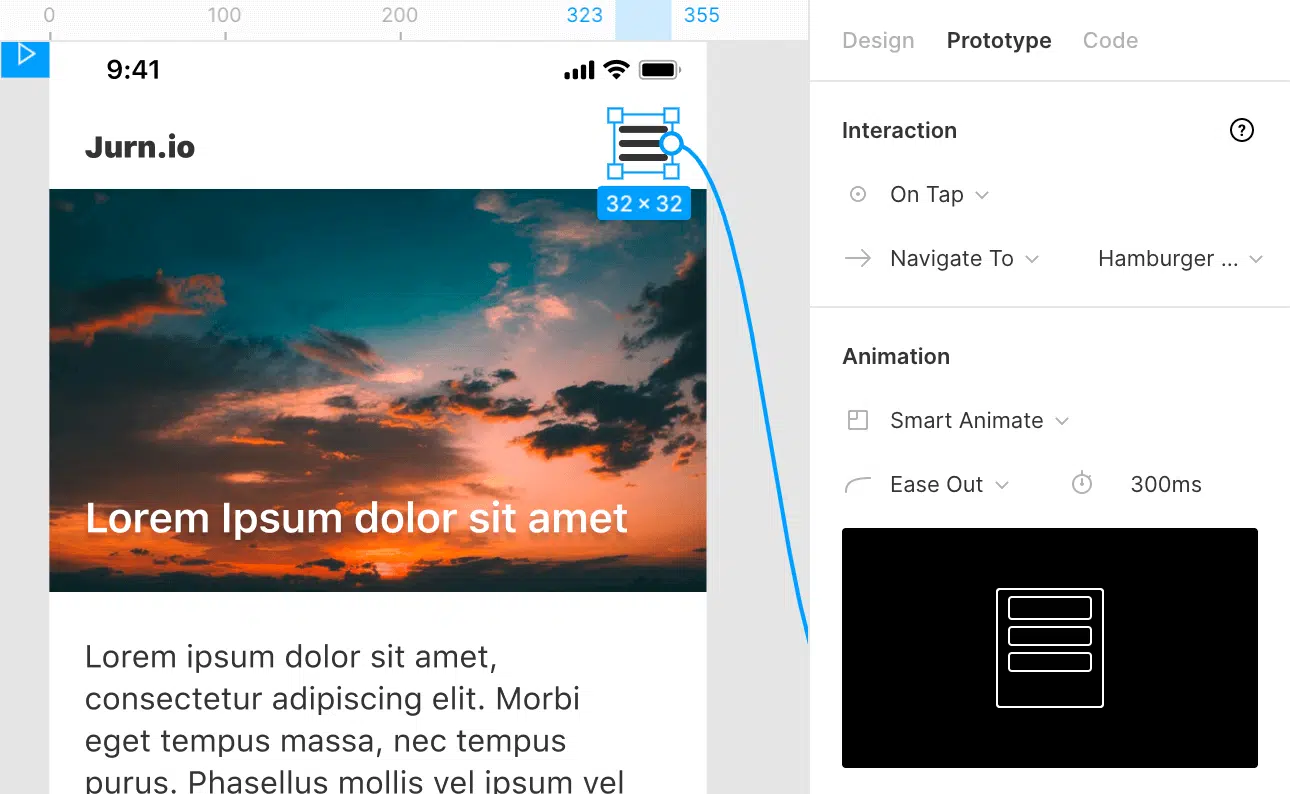 0 100 200 323 355
Design Prototype Code
9:41
Jurn.io
32 × 32
Lorem Ipsum dolor sit amet
Lorem ipsum dolor sit amet,
consectetur adipiscing elit. Morbi
eget tempus massa, nec tempus
purus. Phasellus mollis vel ipsum vel
Interaction ?
On Tap
Navigate To Hamburger ...
Animation
Smart Animate
Ease Out 300ms